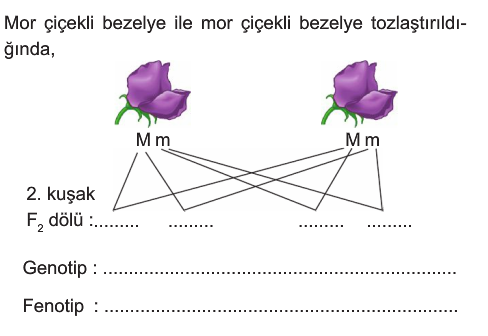 Mor çiçekli bezelye ile mor çiçekli bezelye tozlaştırıldı-
ğında,
M m M m
2. kuşak
F₂ dölü :......... ......... ......... .........
Genotip : ......................................................................
Fenotip : ......................................................................